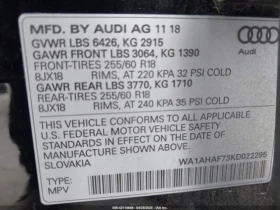 MFD. BY AUDI AG 11 18
GVWR LBS 6426, KG 2915
GAWR FRONT LBS 3064, KG 1390
FRONT-TIRES 255/60 R18
8JX18 RIMS, AT 220 KPA 32 PSI COLD
GAWR REAR LBS 3770, KG 1710
REAR-TIRES 255/60 R18
8JX18 RIMS, AT 240 KPA 35 PSI COLD
THIS VEHICLE CONFORMS TO ALL
APPLICABLE U.S. FEDERAL MOTOR
VEHICLE SAFETY STANDARDS IN EFFECT
ON THE DATE OF MANUFACTURE
SHOWN ABOVE.
SLOVAKIA
WA1AHAF73KD022295
TYPE:
MPV
Audi